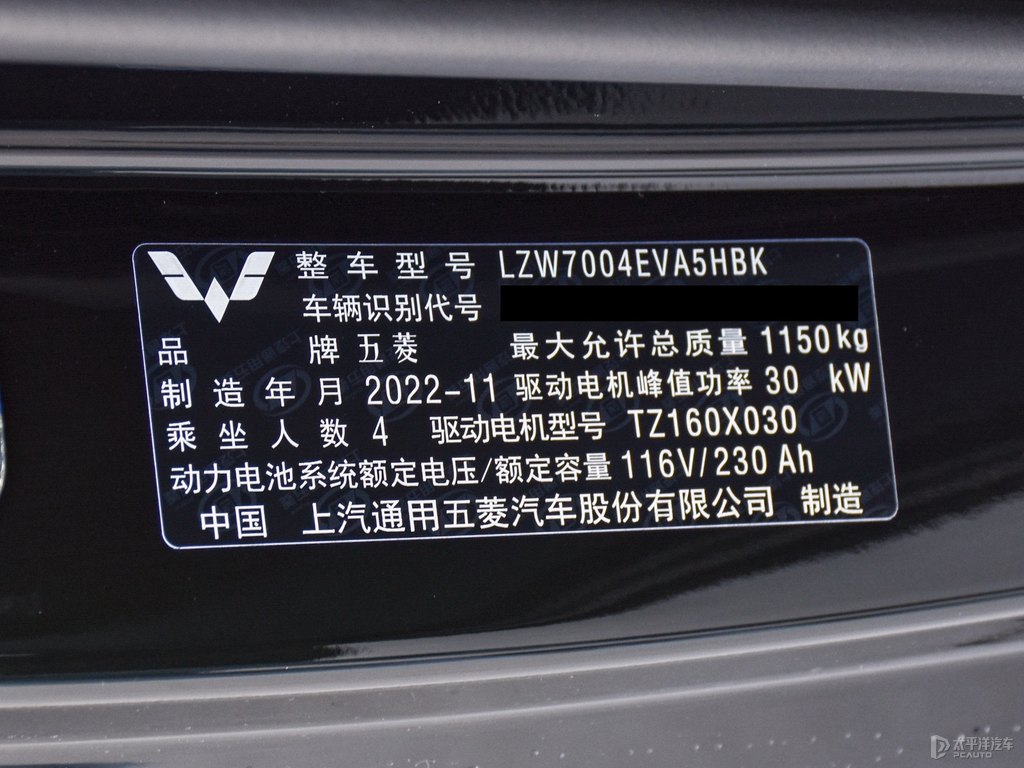 整车型号 LZW7004EVA5HBK
车辆识别代号
品牌 五菱 最大允许总质量 1150kg
制造年月 2022-11 驱动电机峰值功率 30 kW
乘坐人数 4 驱动电机型号 TZ160X030
动力电池系统额定电压/额定容量 116V/230 Ah
中国 上汽通用五菱汽车股份有限公司 制造
太平洋汽车
PCAUTO